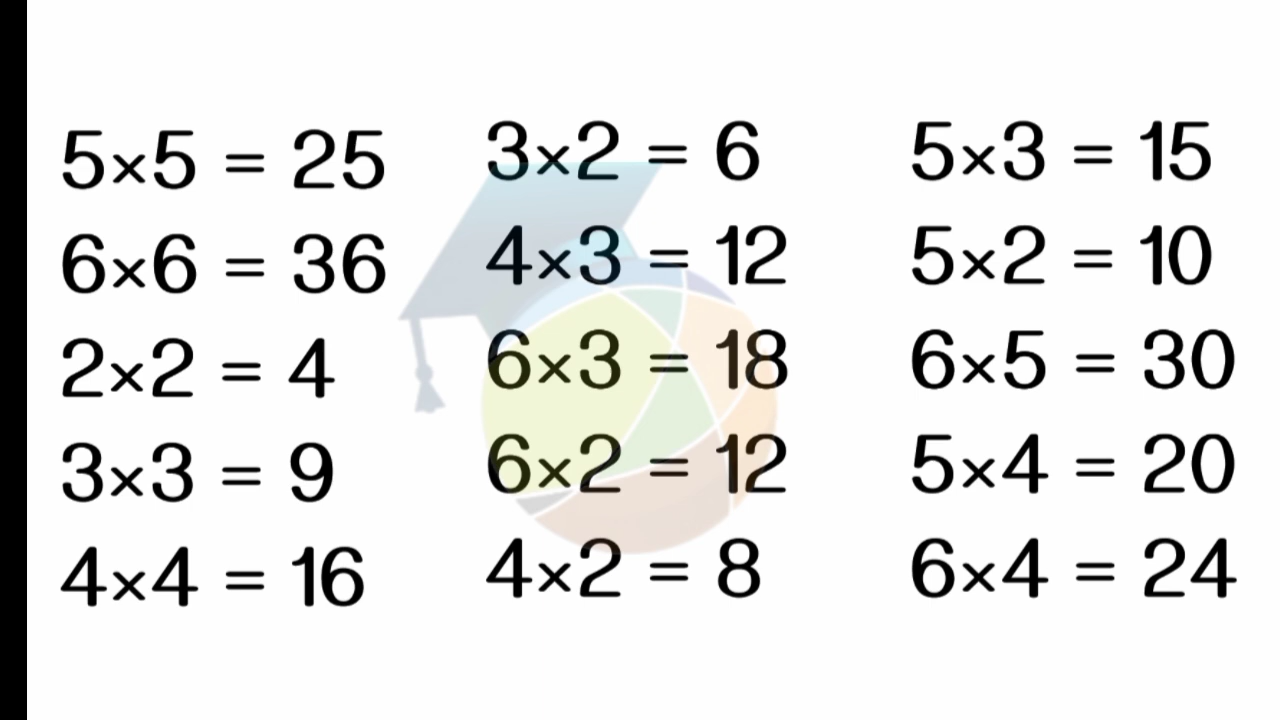 5×5 = 25
6×6 = 36
2×2 = 4
3×3 = 9
4×4 = 16
3×2 = 6
4×3 = 12
6×3 = 18
6×2 = 12
4×2 = 8
5×3 = 15
5×2 = 10
6×5 = 30
5×4 = 20
6×4 = 24